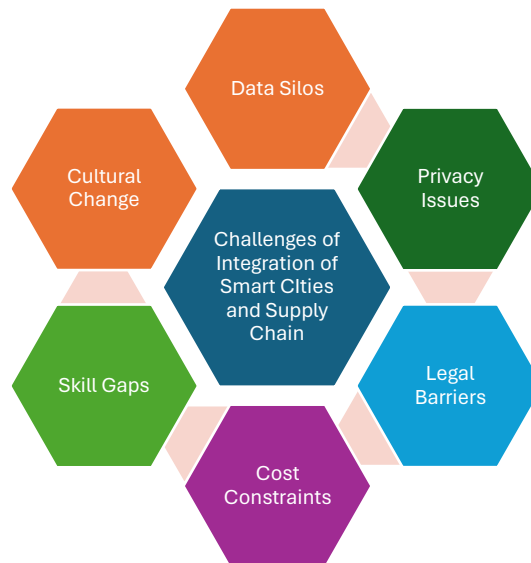 Data Silos
Privacy
Issues
Legal
Barriers
Cost
Constraints
Skill Gaps
Cultural
Change
Challenges of
Integration of
Smart CIties
and Supply
Chain